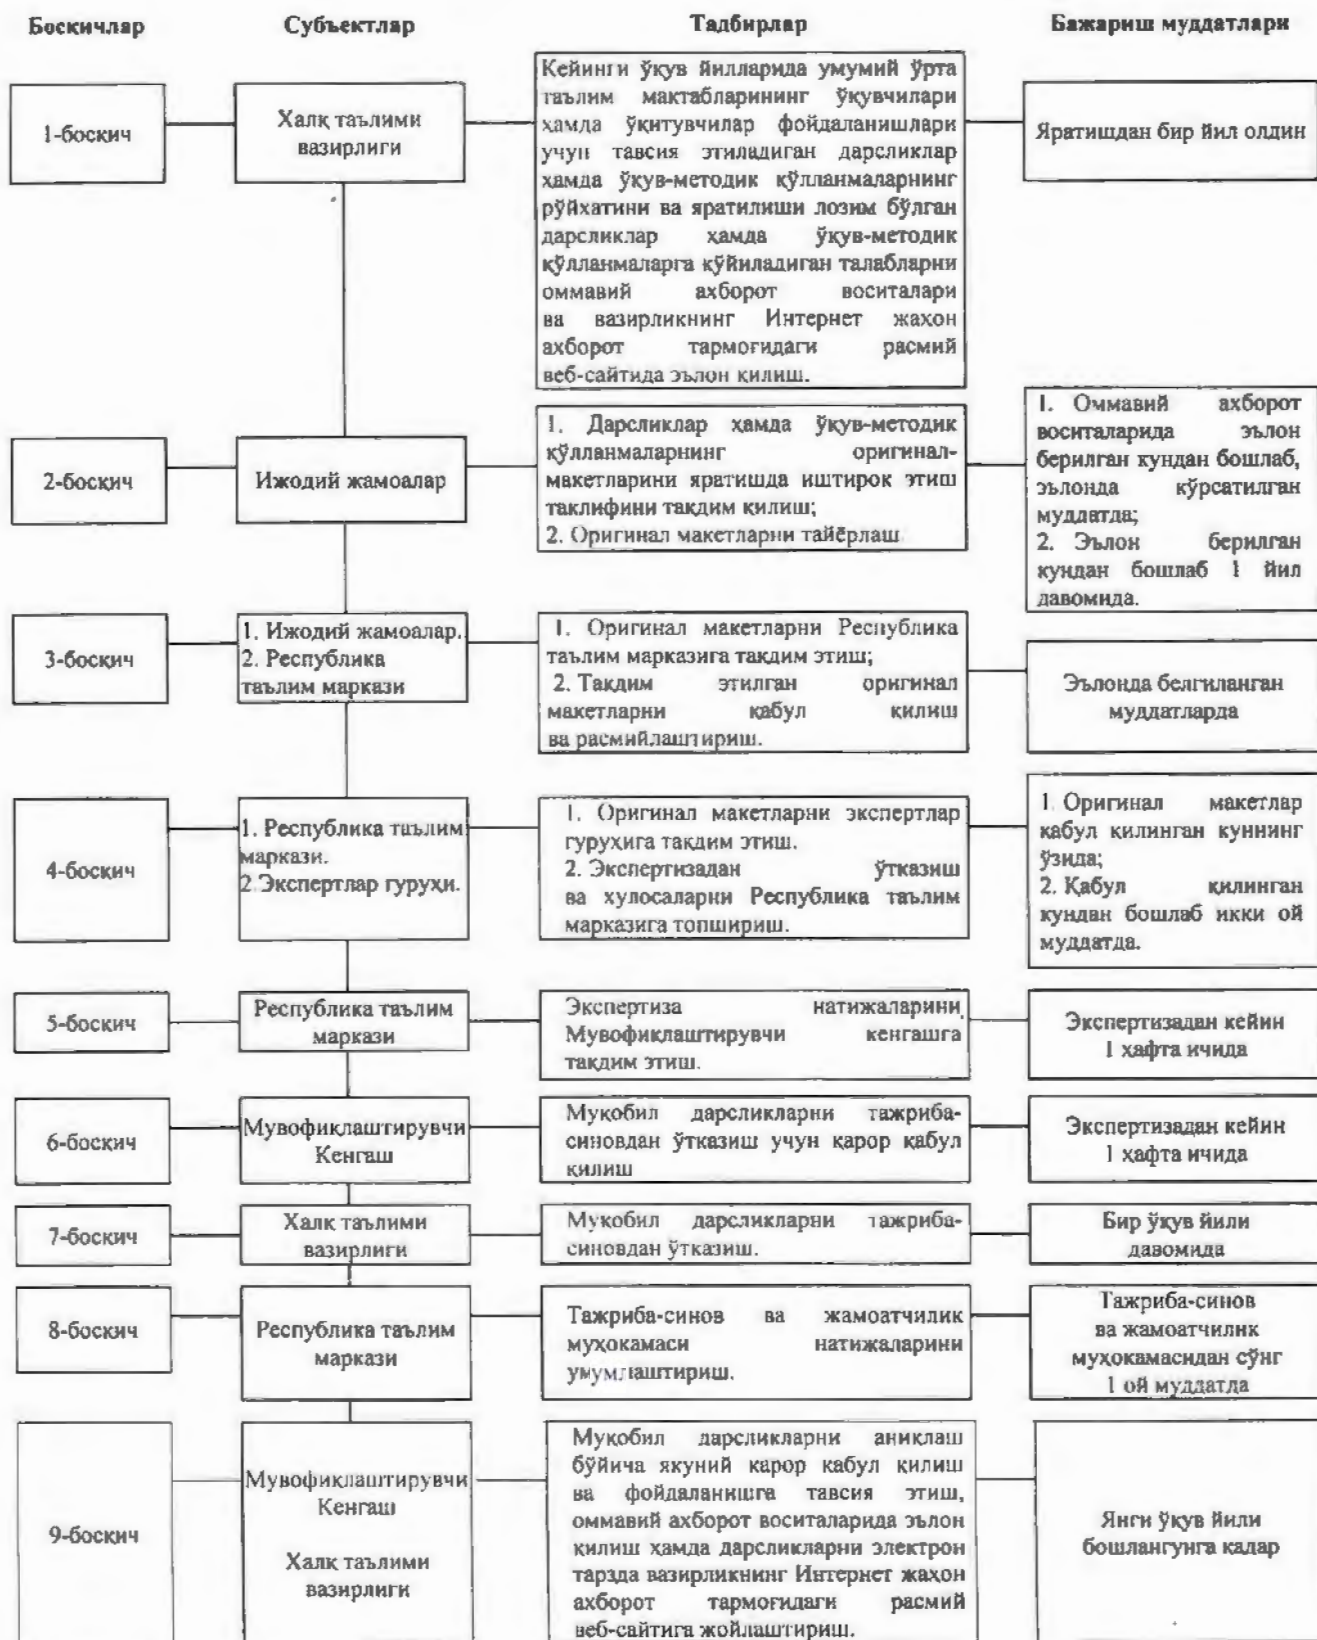 Босқичлар
Субъектлар
Тадбирлар
Бажариш муддатлари
1-босқич
Халқ таълими
вазирлиги
Кейинги ўқув йилларида умумий ўрта
таълим мактабларининг ўқувчилари
ҳамда ўқитувчилар фойдаланишлари
учун тавсия этиладиган дарсликлар
ҳамда ўқув-методик қўлланмаларнинг
рўйхатини ва яратилиши лозим бўлган
дарсликлар ҳамда ўқув-методик
қўлланмаларга қўйиладиган талабларни
оммавий ахборот воситалари
ва вазирликнинг Интернет жаҳон
ахборот тармоғидаги расмий
веб-сайтида эълон қилиш.
Яратишдан бир йил олдин
2-босқич
Ижодий жамоалар
1. Дарсликлар ҳамда ўқув-методик
қўлланмаларнинг оригинал-
макетларини яратишда иштирок этиш
таклифини тақдим қилиш;
2. Оригинал макетларни тайёрлаш
1. Оммавий ахборот
воситаларида эълон
берилган кундан бошлаб,
эълонда кўрсатилган
муддатда;
2. Эълон берилган
кундан бошлаб 1 йил
давомида.
3-босқич
1. Ижодий жамоалар.
2. Республика
таълим маркази
1. Оригинал макетларни Республика
таълим марказига тақдим этиш;
2. Тақдим этилган оригинал
макетларни қабул қилиш
ва расмийлаштириш.
Эълонда белгиланган
муддатларда
4-босқич
1. Республика таълим
маркази.
2.Экспертлар гуруҳи.
1. Оригинал макетларни экспертлар
гуруҳига тақдим этиш.
2. Экспертизадан ўтказиш
ва хулосаларни Республика таълим
марказига топшириш.
1. Оригинал макетлар
қабул қилинган куннинг
ўзида;
2. Қабул қилинган
кундан бошлаб икки ой
муддатда.
5-босқич
Республика таълим
маркази
Экспертиза натижаларини
Мувофиқлаштирувчи кенгашга
тақдим этиш.
Экспертизадан кейин
1 ҳафта ичида
6-босқич
Мувофиқлаштирувчи
Кенгаш
Муқобил дарсликларни тажриба-
синовдан ўтказиш учун қарор қабул
қилиш
Экспертизадан кейин
1 ҳафта ичида
7-босқич
Халқ таълими
вазирлиги
Муқобил дарсликларни тажриба-
синовдан ўтказиш.
Бир ўқув йили
давомида
8-босқич
Республика таълим
маркази
Тажриба-синов ва жамоатчилик
муҳокамаси натижаларини
умумлаштириш.
Тажриба-синов
ва жамоатчилик
муҳокамасидан сўнг
1 ой муддатда
9-босқич
Мувофиқлаштирувчи
Кенгаш
Халқ таълими
вазирлиги
Муқобил дарсликларни аниқлаш
бўйича якуний қарор қабул қилиш
ва фойдаланишга тавсия этиш,
оммавий ахборот воситаларида эълон
қилиш ҳамда дарсликларни электрон
тарзда вазирликнинг Интернет жаҳон
ахборот тармоғидаги расмий
веб-сайтига жойлаштириш.
Янги ўқув йили
бошлангунга қадар